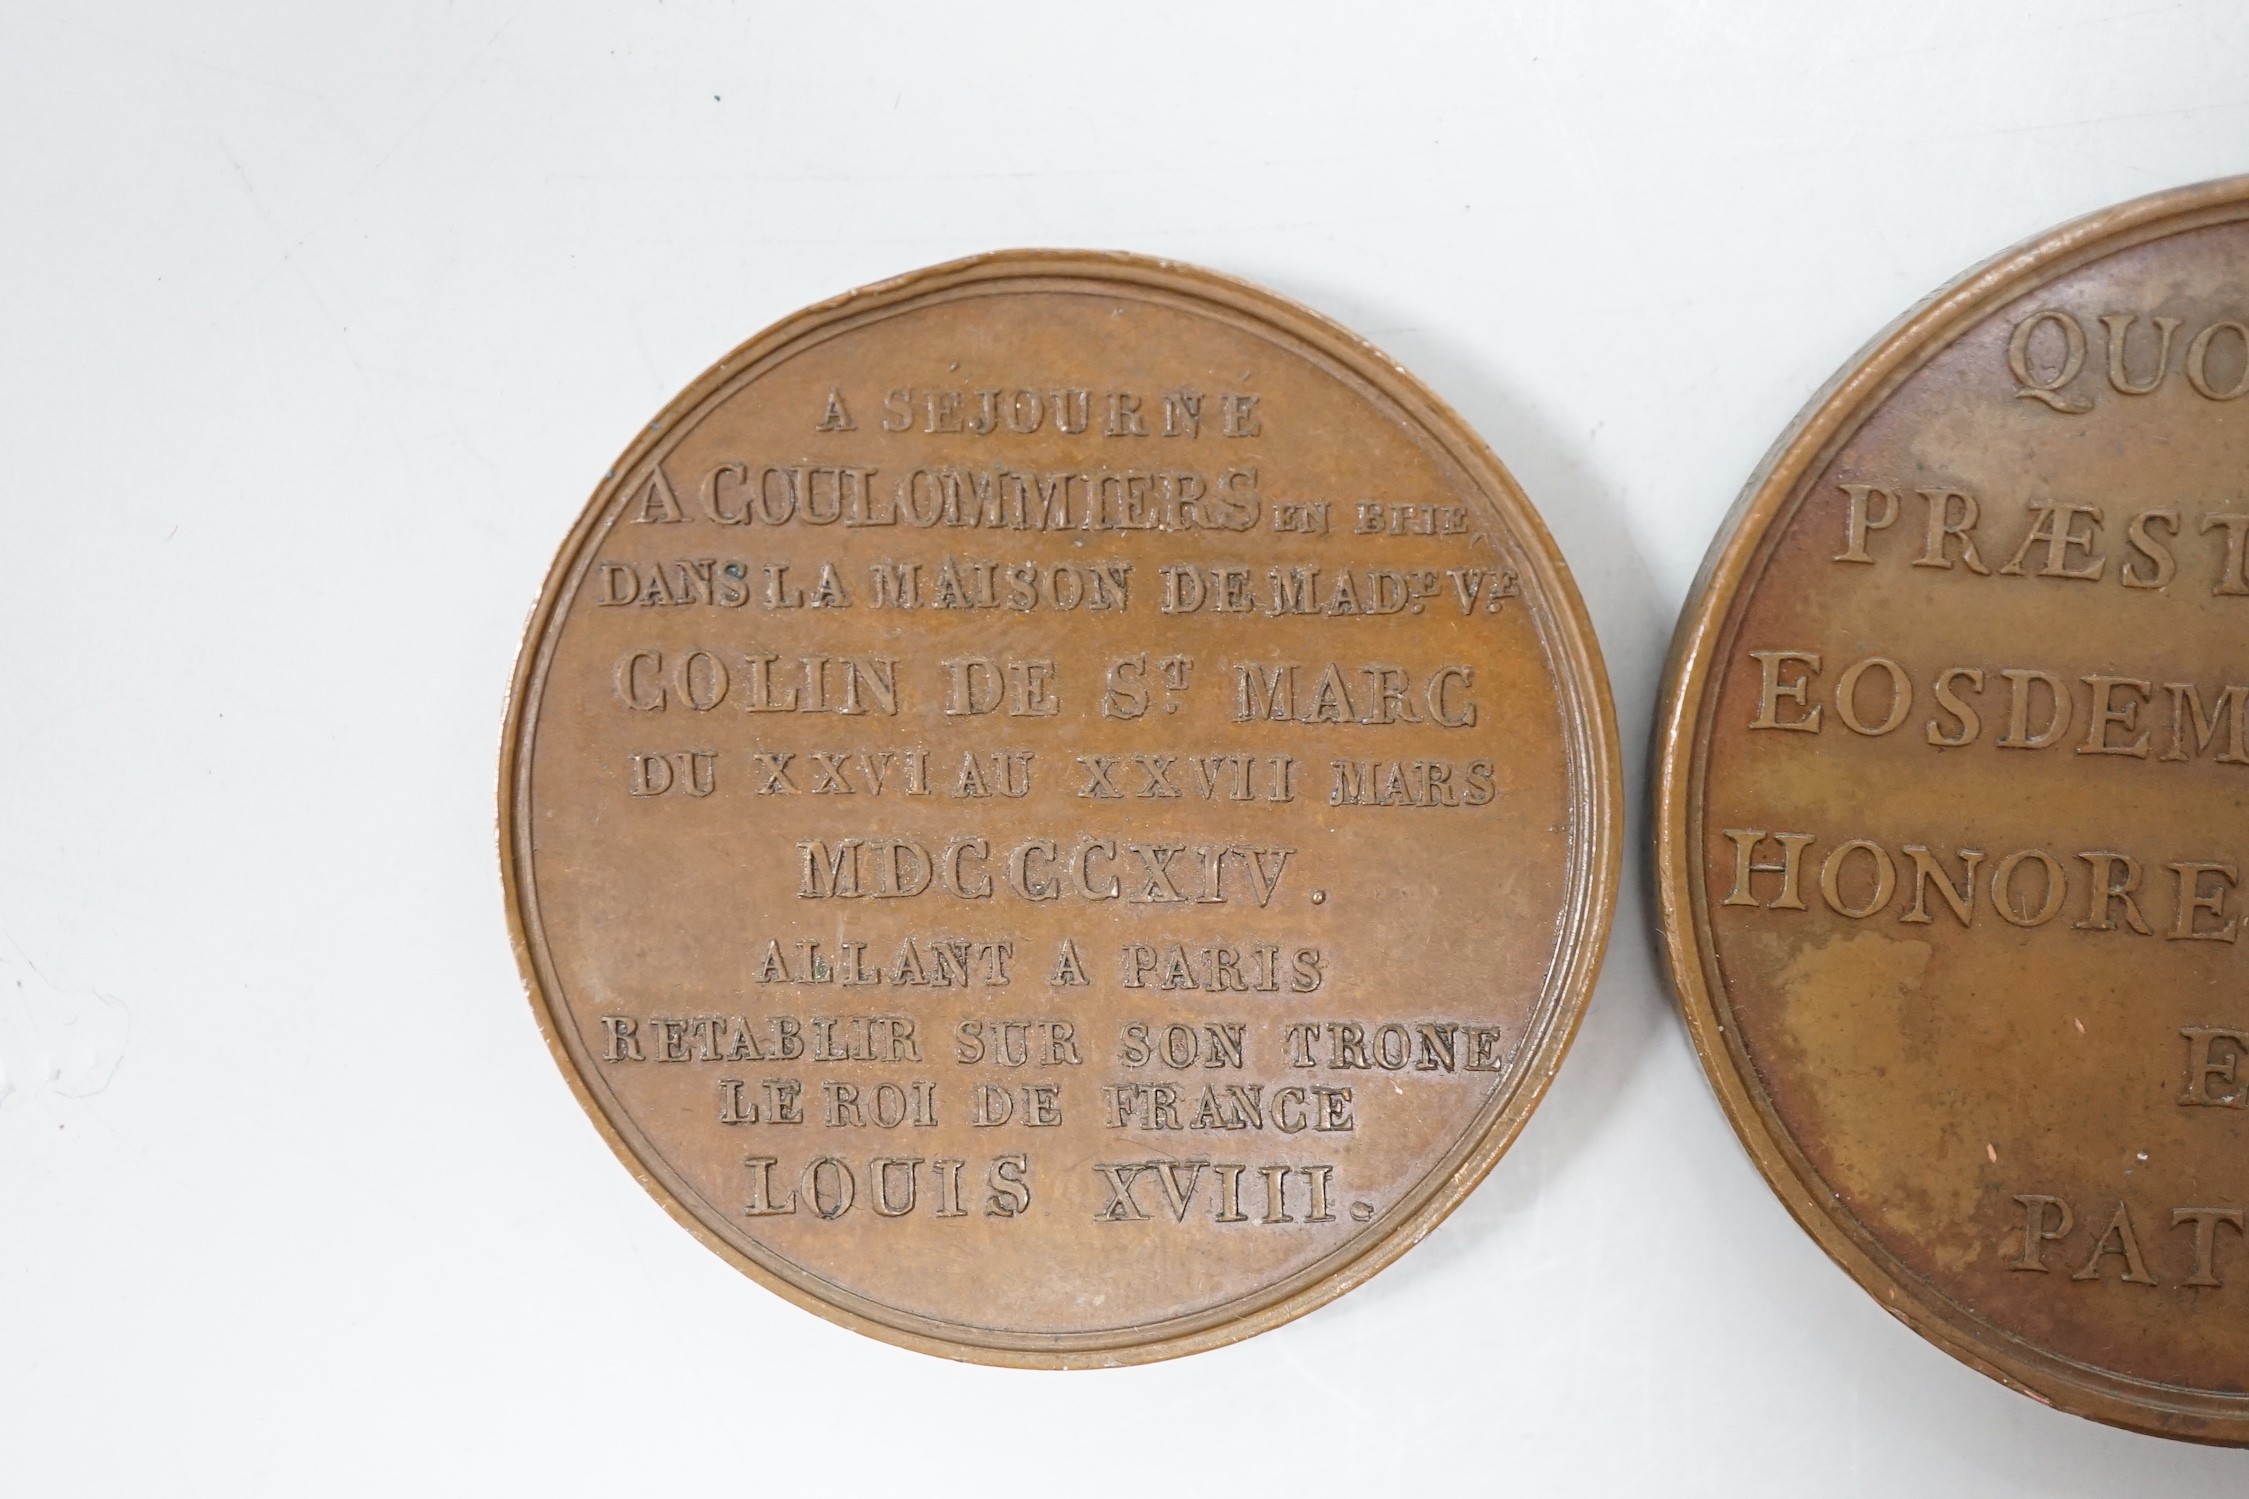 A SÉJOURNÉ
A COULOMMIERS EN BRIE
DANS LA MAISON DE MAD.E V.E
COLIN DE S.T MARC
DU XXVI AU XXVII MARS
MDCCCXIV.
ALLANT A PARIS
RETABLIR SUR SON TRONE
LE ROI DE FRANCE
LOUIS XVIII.
QUO
PRÆST
EOSDEM
HONORE
E
PAT